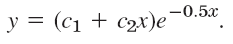 y = (c₁ + c₂x)e^{−0.5x}.